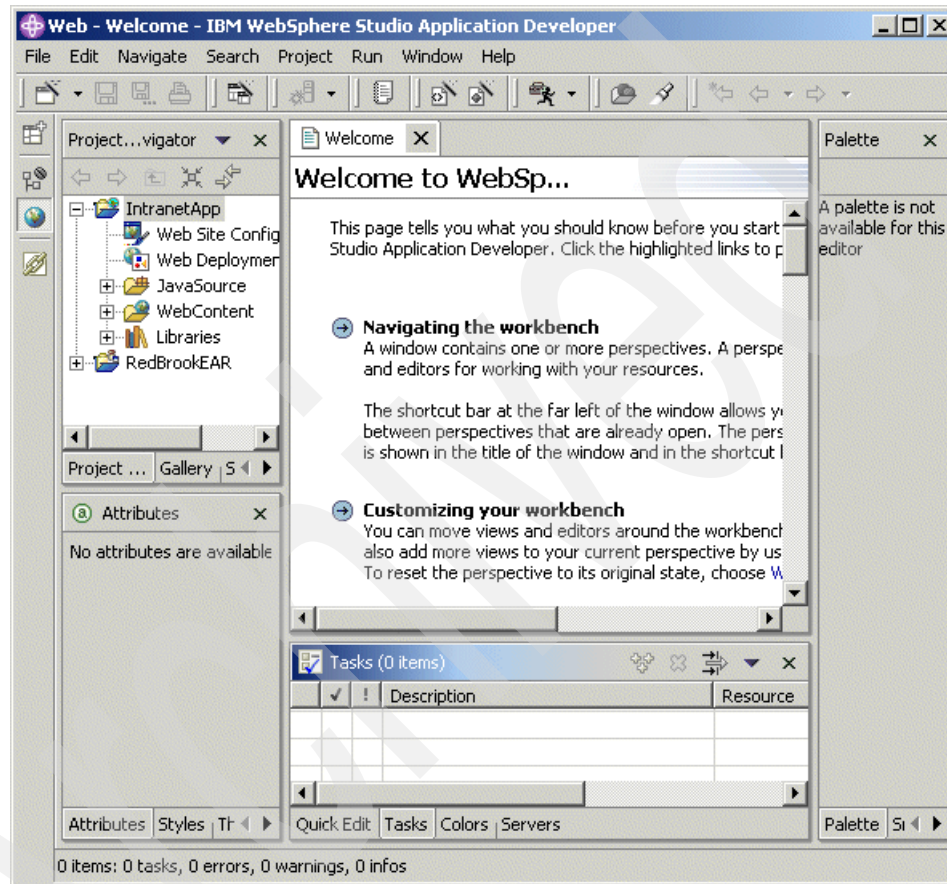 Web - Welcome - IBM WebSphere Studio Application Developer
File Edit Navigate Search Project Run Window Help
Project...vigator
IntranetApp
Web Site Config
Web Deploymen
JavaSource
WebContent
Libraries
RedBrookEAR
Project ... Gallery S
Attributes
No attributes are available
Attributes Styles Th
Welcome
Welcome to WebSp...
This page tells you what you should know before you start
Studio Application Developer. Click the highlighted links to p
Navigating the workbench
A window contains one or more perspectives. A perspe
and editors for working with your resources.
The shortcut bar at the far left of the window allows y
between perspectives that are already open. The pers
is shown in the title of the window and in the shortcut
Customizing your workbench
You can move views and editors around the workbench
also add more views to your current perspective by us
To reset the perspective to its original state, choose W
Tasks (0 items)
! Description Resource
Quick Edit Tasks Colors Servers
Palette
A palette is not
available for this
editor
Palette
0 items: 0 tasks, 0 errors, 0 warnings, 0 infos